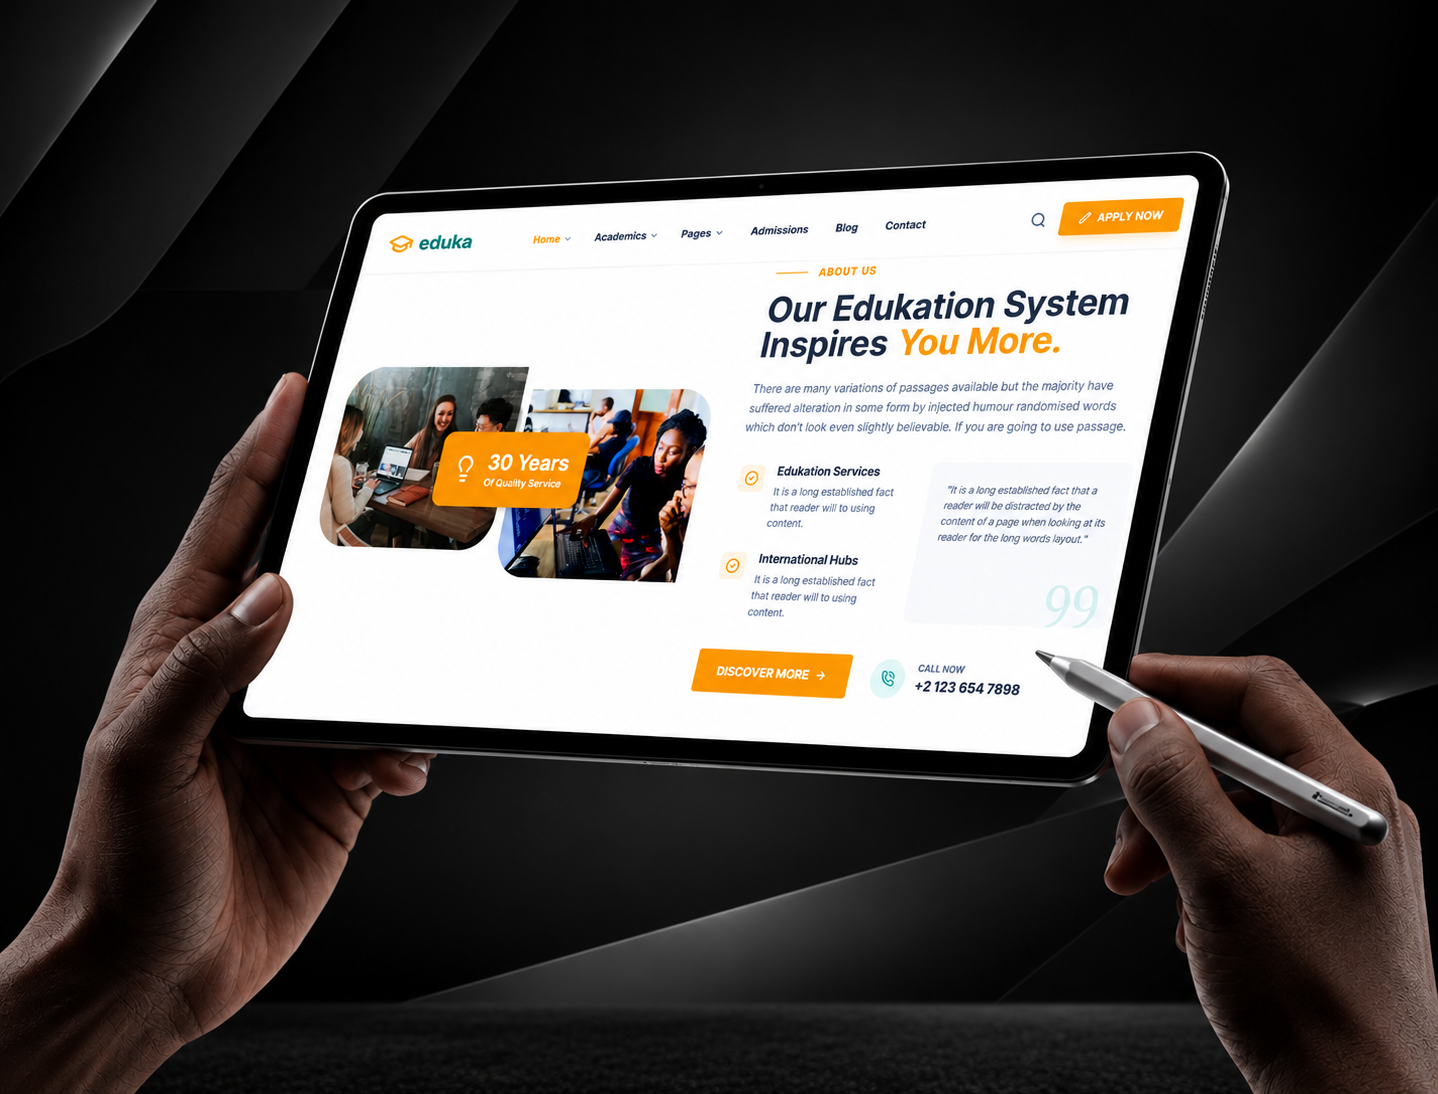 eduka
Home
Academics
Pages
Admissions
Blog
Contact
APPLY NOW
ABOUT US
Our Edukation System
Inspires You More.
There are many variations of passages available but the majority have
suffered alteration in some form by injected humour randomised words
which don't look even slightly believable. If you are going to use passage.
30 Years
Of Quality Service
Edukation Services
It is a long established fact
that reader will to using
content.
International Hubs
It is a long established fact
that reader will to using
content.
"It is a long established fact that a
reader will be distracted by the
content of a page when looking at its
reader for the long words layout."
DISCOVER MORE
CALL NOW
+2 123 654 7898